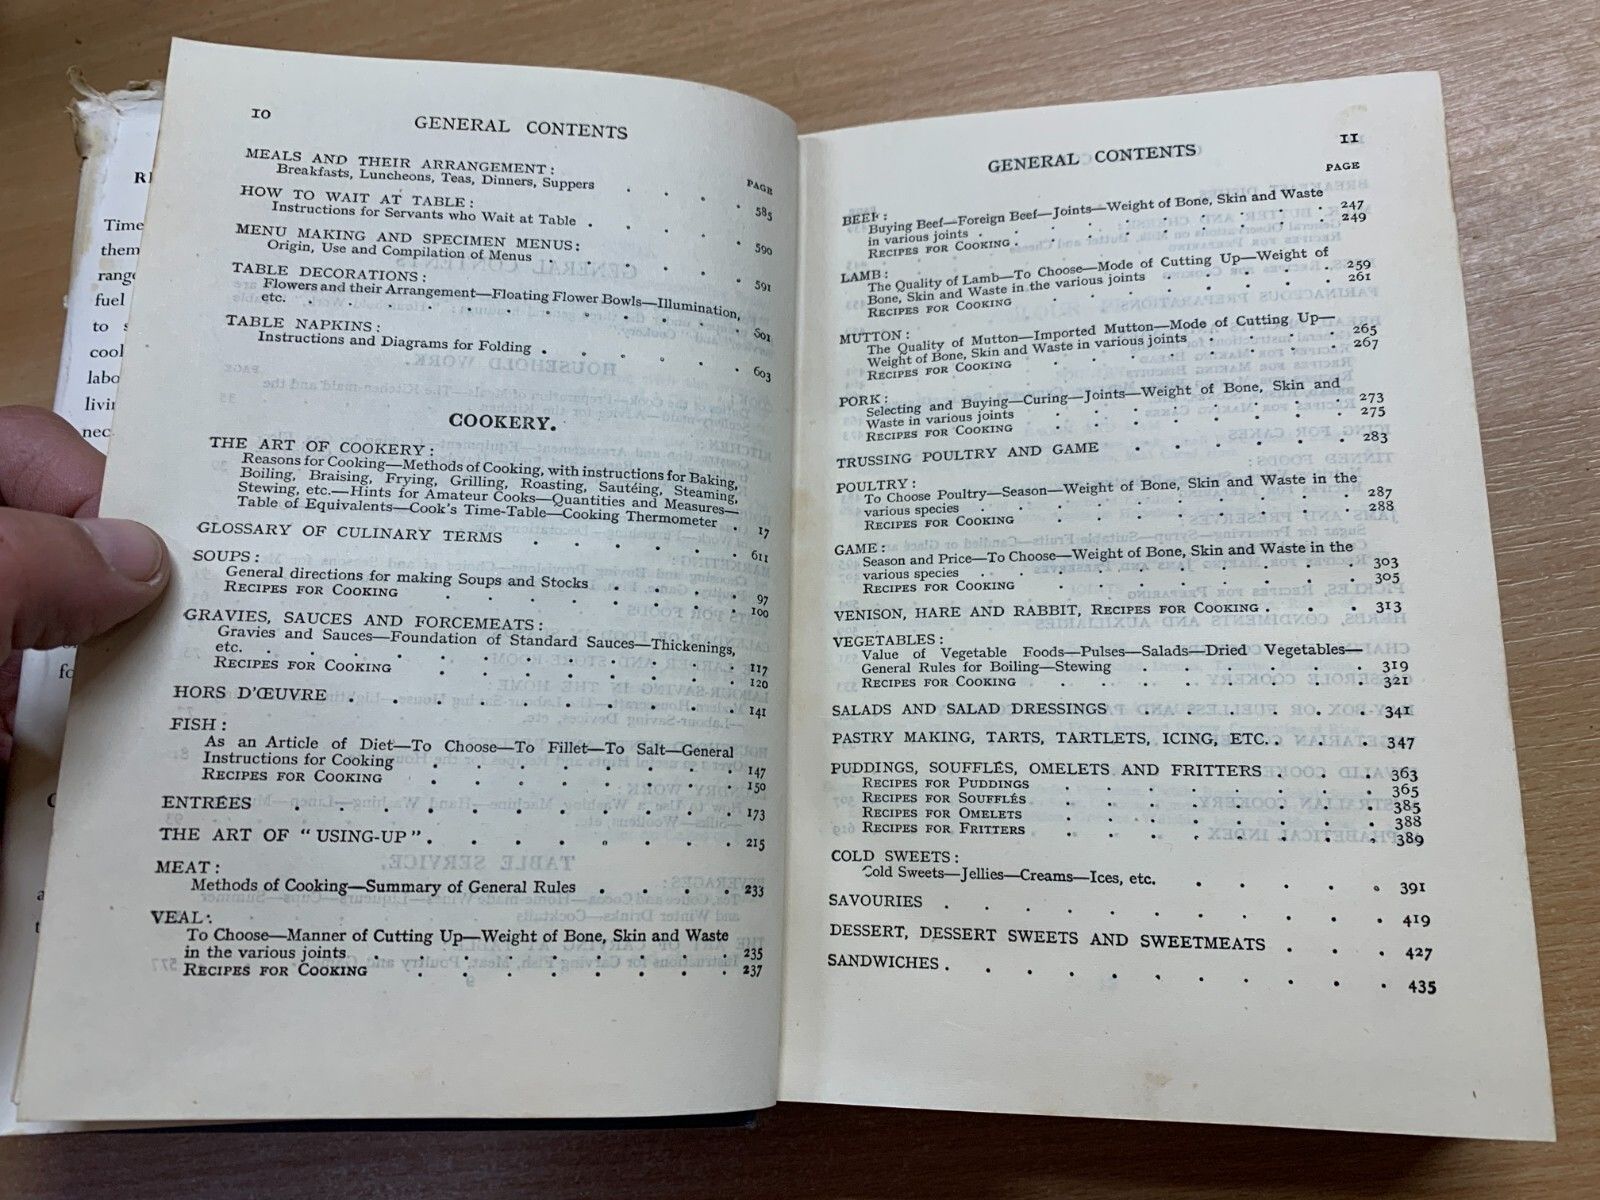 RE
Time
them
range
fuel
to s
cool
labo
livin
nec
10
GENERAL CONTENTS
PAGE
MEALS AND THEIR ARRANGEMENT:
Breakfasts, Luncheons, Teas, Dinners, Suppers . . . . 585
HOW TO WAIT AT TABLE:
Instructions for Servants who Wait at Table . . . . . 590
MENU MAKING AND SPECIMEN MENUS:
Origin, Use and Compilation of Menus . . . . . 591
TABLE DECORATIONS:
Flowers and their Arrangement—Floating Flower Bowls—Illumination,
etc. . . . . . . . . . . 601
TABLE NAPKINS:
Instructions and Diagrams for Folding . . . . . 603
COOKERY.
THE ART OF COOKERY:
Reasons for Cooking—Methods of Cooking, with instructions for Baking,
Boiling, Braising, Frying, Grilling, Roasting, Sautéing, Steaming,
Stewing, etc.—Hints for Amateur Cooks—Quantities and Measures—
Table of Equivalents—Cook's Time-Table—Cooking Thermometer . 17
GLOSSARY OF CULINARY TERMS . . . . . . 611
SOUPS:
General directions for making Soups and Stocks . . . . 97
RECIPES FOR COOKING . . . . . . . . 100
GRAVIES, SAUCES AND FORCEMEATS:
Gravies and Sauces—Foundation of Standard Sauces—Thickenings,
etc. . . . . . . . . . . 117
RECIPES FOR COOKING . . . . . . . . 120
HORS D'ŒUVRE . . . . . . . . . 141
FISH:
As an Article of Diet—To Choose—To Fillet—To Salt—General
Instructions for Cooking . . . . . . . . 147
RECIPES FOR COOKING . . . . . . . . 150
ENTRÉES . . . . . . . . . . 173
THE ART OF "USING-UP" . . . . . . . 215
MEAT:
Methods of Cooking—Summary of General Rules . . . . 233
VEAL:
To Choose—Manner of Cutting Up—Weight of Bone, Skin and Waste
in the various joints . . . . . . . . 235
RECIPES FOR COOKING . . . . . . . . 237
GENERAL CONTENTS
11
PAGE
BEEF:
Buying Beef—Foreign Beef—Joints—Weight of Bone, Skin and Waste
in various joints . . . . . . . . 247
RECIPES FOR COOKING . . . . . . . . 249
LAMB:
The Quality of Lamb—To Choose—Mode of Cutting Up—Weight of
Bone, Skin and Waste in the various joints . . . . . 259
RECIPES FOR COOKING . . . . . . . 261
MUTTON:
The Quality of Mutton—Imported Mutton—Mode of Cutting Up—
Weight of Bone, Skin and Waste in various joints . . . . 265
RECIPES FOR COOKING . . . . . . . 267
PORK:
Selecting and Buying—Curing—Joints—Weight of Bone, Skin and
Waste in various joints . . . . . . . 273
RECIPES FOR COOKING . . . . . . . 275
TRUSSING POULTRY AND GAME . . . . . . 283
POULTRY:
To Choose Poultry—Season—Weight of Bone, Skin and Waste in the
various species . . . . . . . . . 287
RECIPES FOR COOKING . . . . . . . . 288
GAME:
Season and Price—To Choose—Weight of Bone, Skin and Waste in the
various species . . . . . . . . . 303
RECIPES FOR COOKING . . . . . . . . 305
VENISON, HARE AND RABBIT, RECIPES FOR COOKING . . . 313
VEGETABLES:
Value of Vegetable Foods—Pulses—Salads—Dried Vegetables—
General Rules for Boiling—Stewing . . . . . . 319
RECIPES FOR COOKING . . . . . . . . 321
SALADS AND SALAD DRESSINGS . . . . . . 341
PASTRY MAKING, TARTS, TARTLETS, ICING, ETC. . . . 347
PUDDINGS, SOUFFLÉS, OMELETS AND FRITTERS . . . . 363
RECIPES FOR PUDDINGS . . . . . . . 365
RECIPES FOR SOUFFLÉS . . . . . . . 385
RECIPES FOR OMELETS . . . . . . . 388
RECIPES FOR FRITTERS . . . . . . . 389
COLD SWEETS:
Cold Sweets—Jellies—Creams—Ices, etc. . . . . . 391
SAVOURIES . . . . . . . . . . 419
DESSERT, DESSERT SWEETS AND SWEETMEATS . . . . 427
SANDWICHES . . . . . . . . . . 435